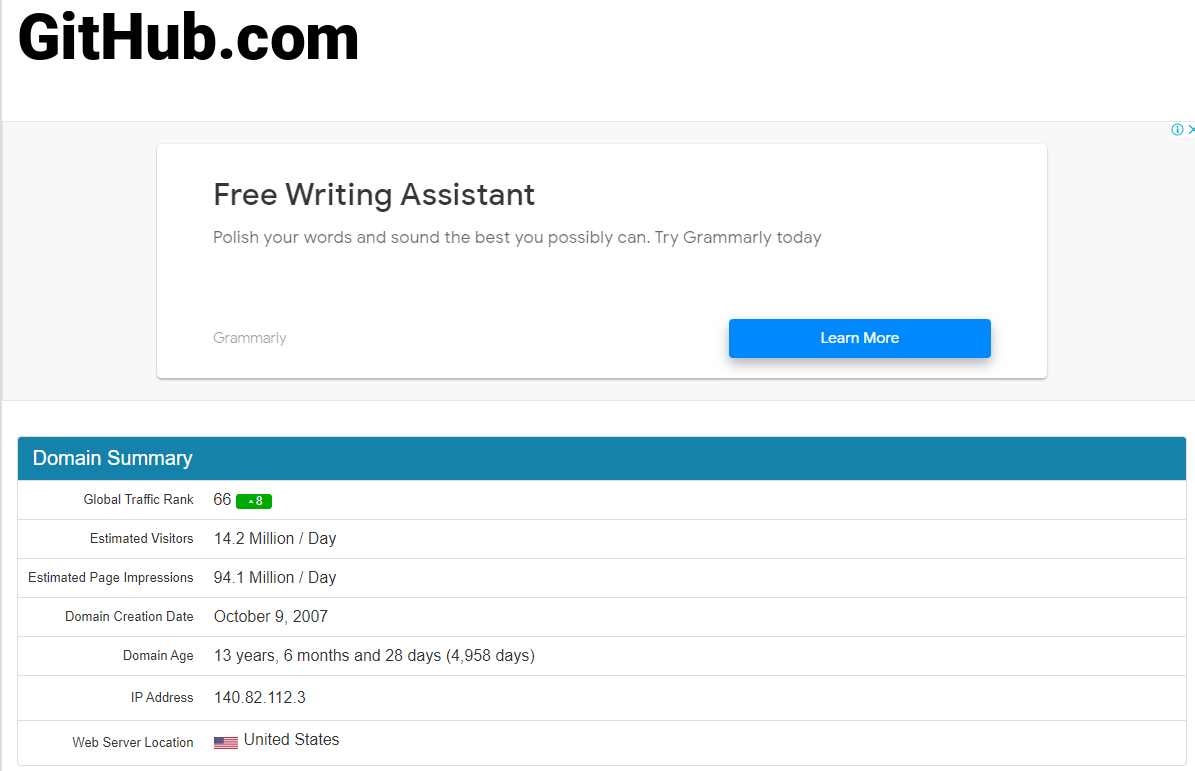 GitHub.com
Free Writing Assistant
Polish your words and sound the best you possibly can. Try Grammarly today
Grammarly
Learn More
Domain Summary
Global Traffic Rank 66 ▲8
Estimated Visitors 14.2 Million / Day
Estimated Page Impressions 94.1 Million / Day
Domain Creation Date October 9, 2007
Domain Age 13 years, 6 months and 28 days (4,958 days)
IP Address 140.82.112.3
Web Server Location United States